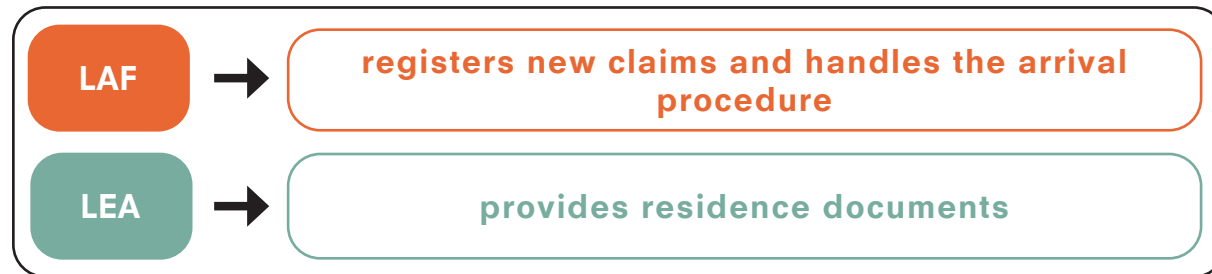 LAF
registers new claims and handles the arrival
procedure
LEA
provides residence documents